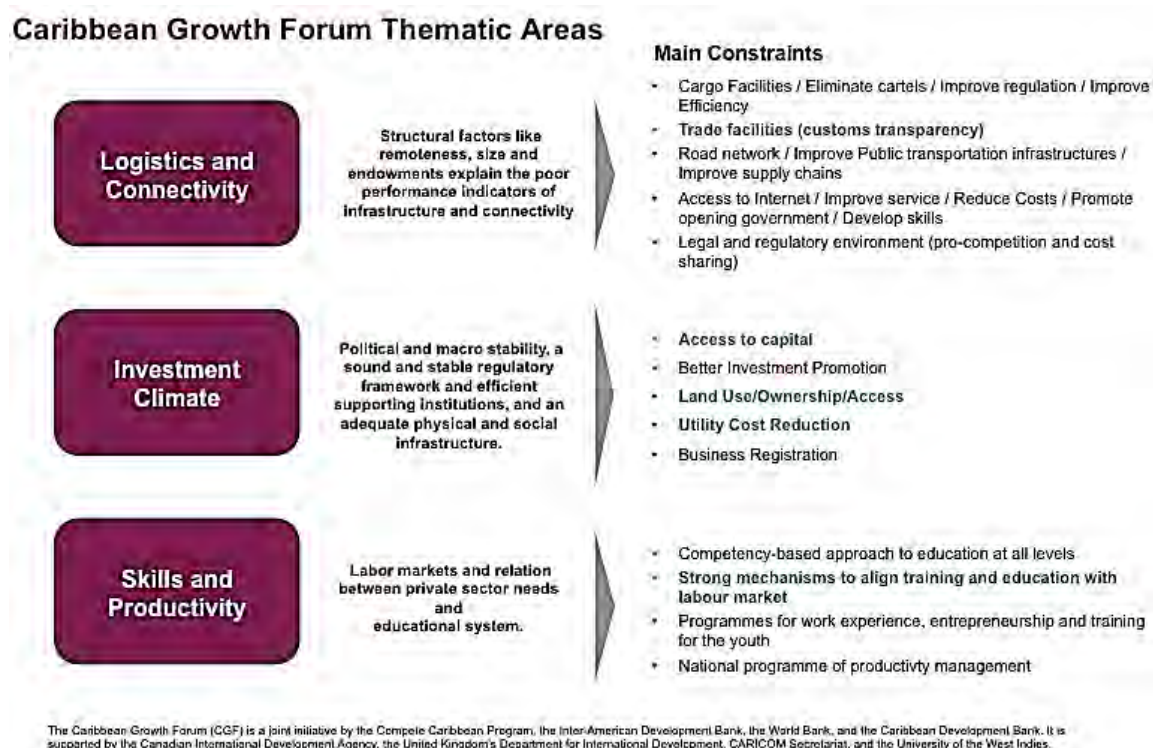 Caribbean Growth Forum Thematic Areas
Main Constraints
Logistics and
Connectivity
Structural factors like
remoteness, size and
endowments explain the poor
performance indicators of
infrastructure and connectivity
• Cargo Facilities / Eliminate cartels / Improve regulation / Improve
Efficiency
• Trade facilities (customs transparency)
• Road network / Improve Public transportation infrastructures /
Improve supply chains
• Access to Internet / Improve service / Reduce Costs / Promote
opening government / Develop skills
• Legal and regulatory environment (pro-competition and cost
sharing)
Investment
Climate
Political and macro stability, a
sound and stable regulatory
framework and efficient
supporting institutions, and an
adequate physical and social
infrastructure.
• Access to capital
• Better Investment Promotion
• Land Use/Ownership/Access
• Utility Cost Reduction
• Business Registration
Skills and
Productivity
Labor markets and relation
between private sector needs
and
educational system.
• Competency-based approach to education at all levels
• Strong mechanisms to align training and education with
labour market
• Programmes for work experience, entrepreneurship and training
for the youth
• National programme of productivty management
The Caribbean Growth Forum (CGF) is a joint initiative by the Compete Caribbean Program, the Inter-American Development Bank, the World Bank, and the Caribbean Development Bank. It is
supported by the Canadian International Development Agency, the United Kingdom's Department for International Development, CARICOM Secretariat, and the University of the West Indies.